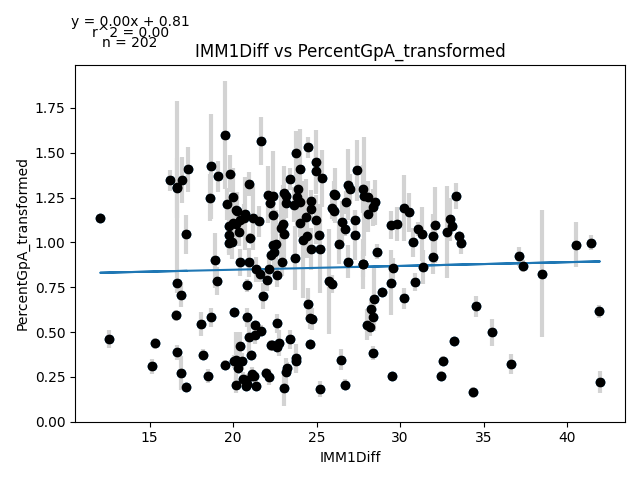 y = 0.00x + 0.81
r^2 = 0.00
n = 202
IMM1Diff vs PercentGpA_transformed
PercentGpA_transformed
1.75
1.50
1.25
1.00
0.75
0.50
0.25
0.00
15 20 25 30 35 40
IMM1Diff